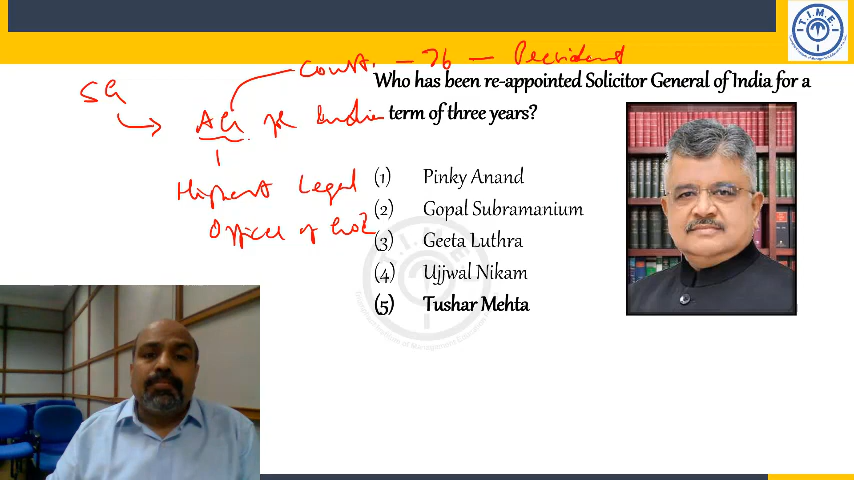 T.I.M.E.
Const. – 76 – President
Who has been re-appointed Solicitor General of India for a
term of three years?
SG
AG for India
Highest Legal
Officer of GoI
(1) Pinky Anand
(2) Gopal Subramanium
(3) Geeta Luthra
(4) Ujjwal Nikam
(5) Tushar Mehta